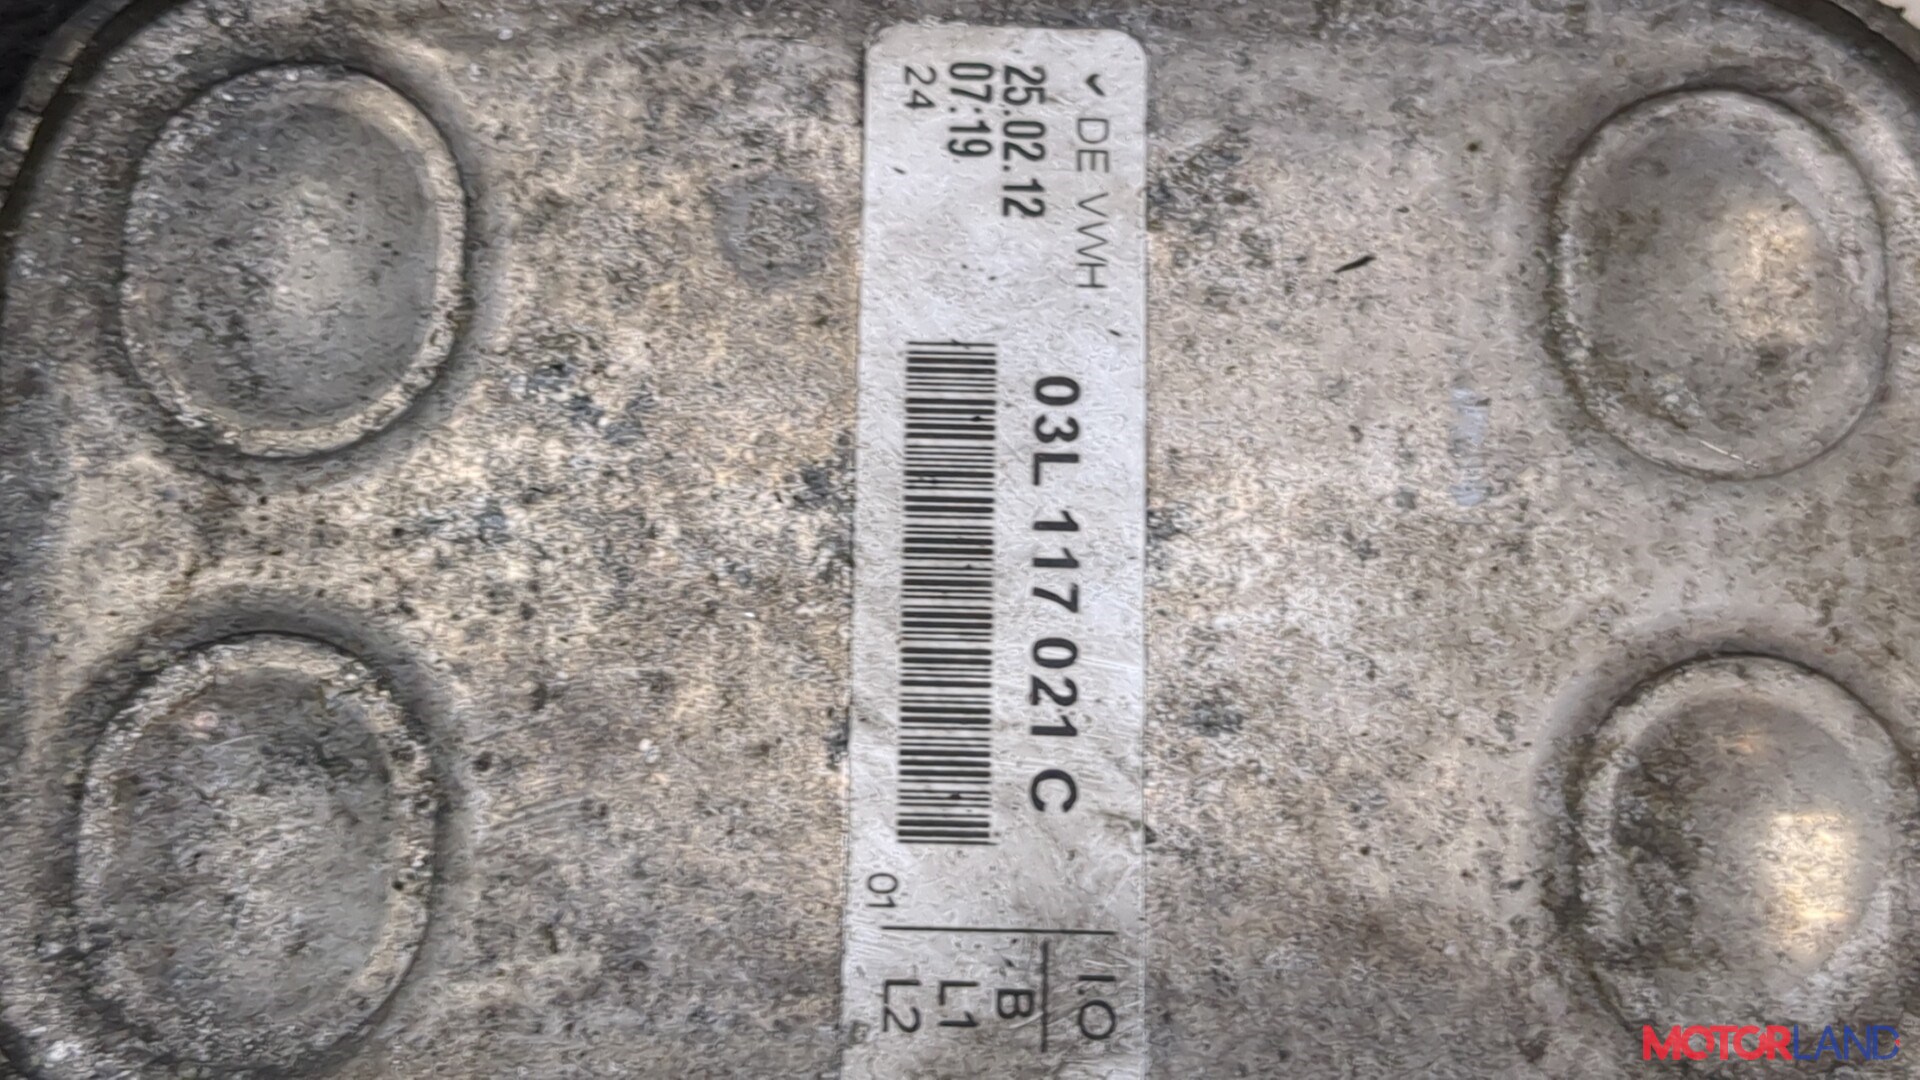 DE VWH
25.02.12
07:19
24
03L 117 021 C
01
I.O
B
L1
L2
MOTORLAND